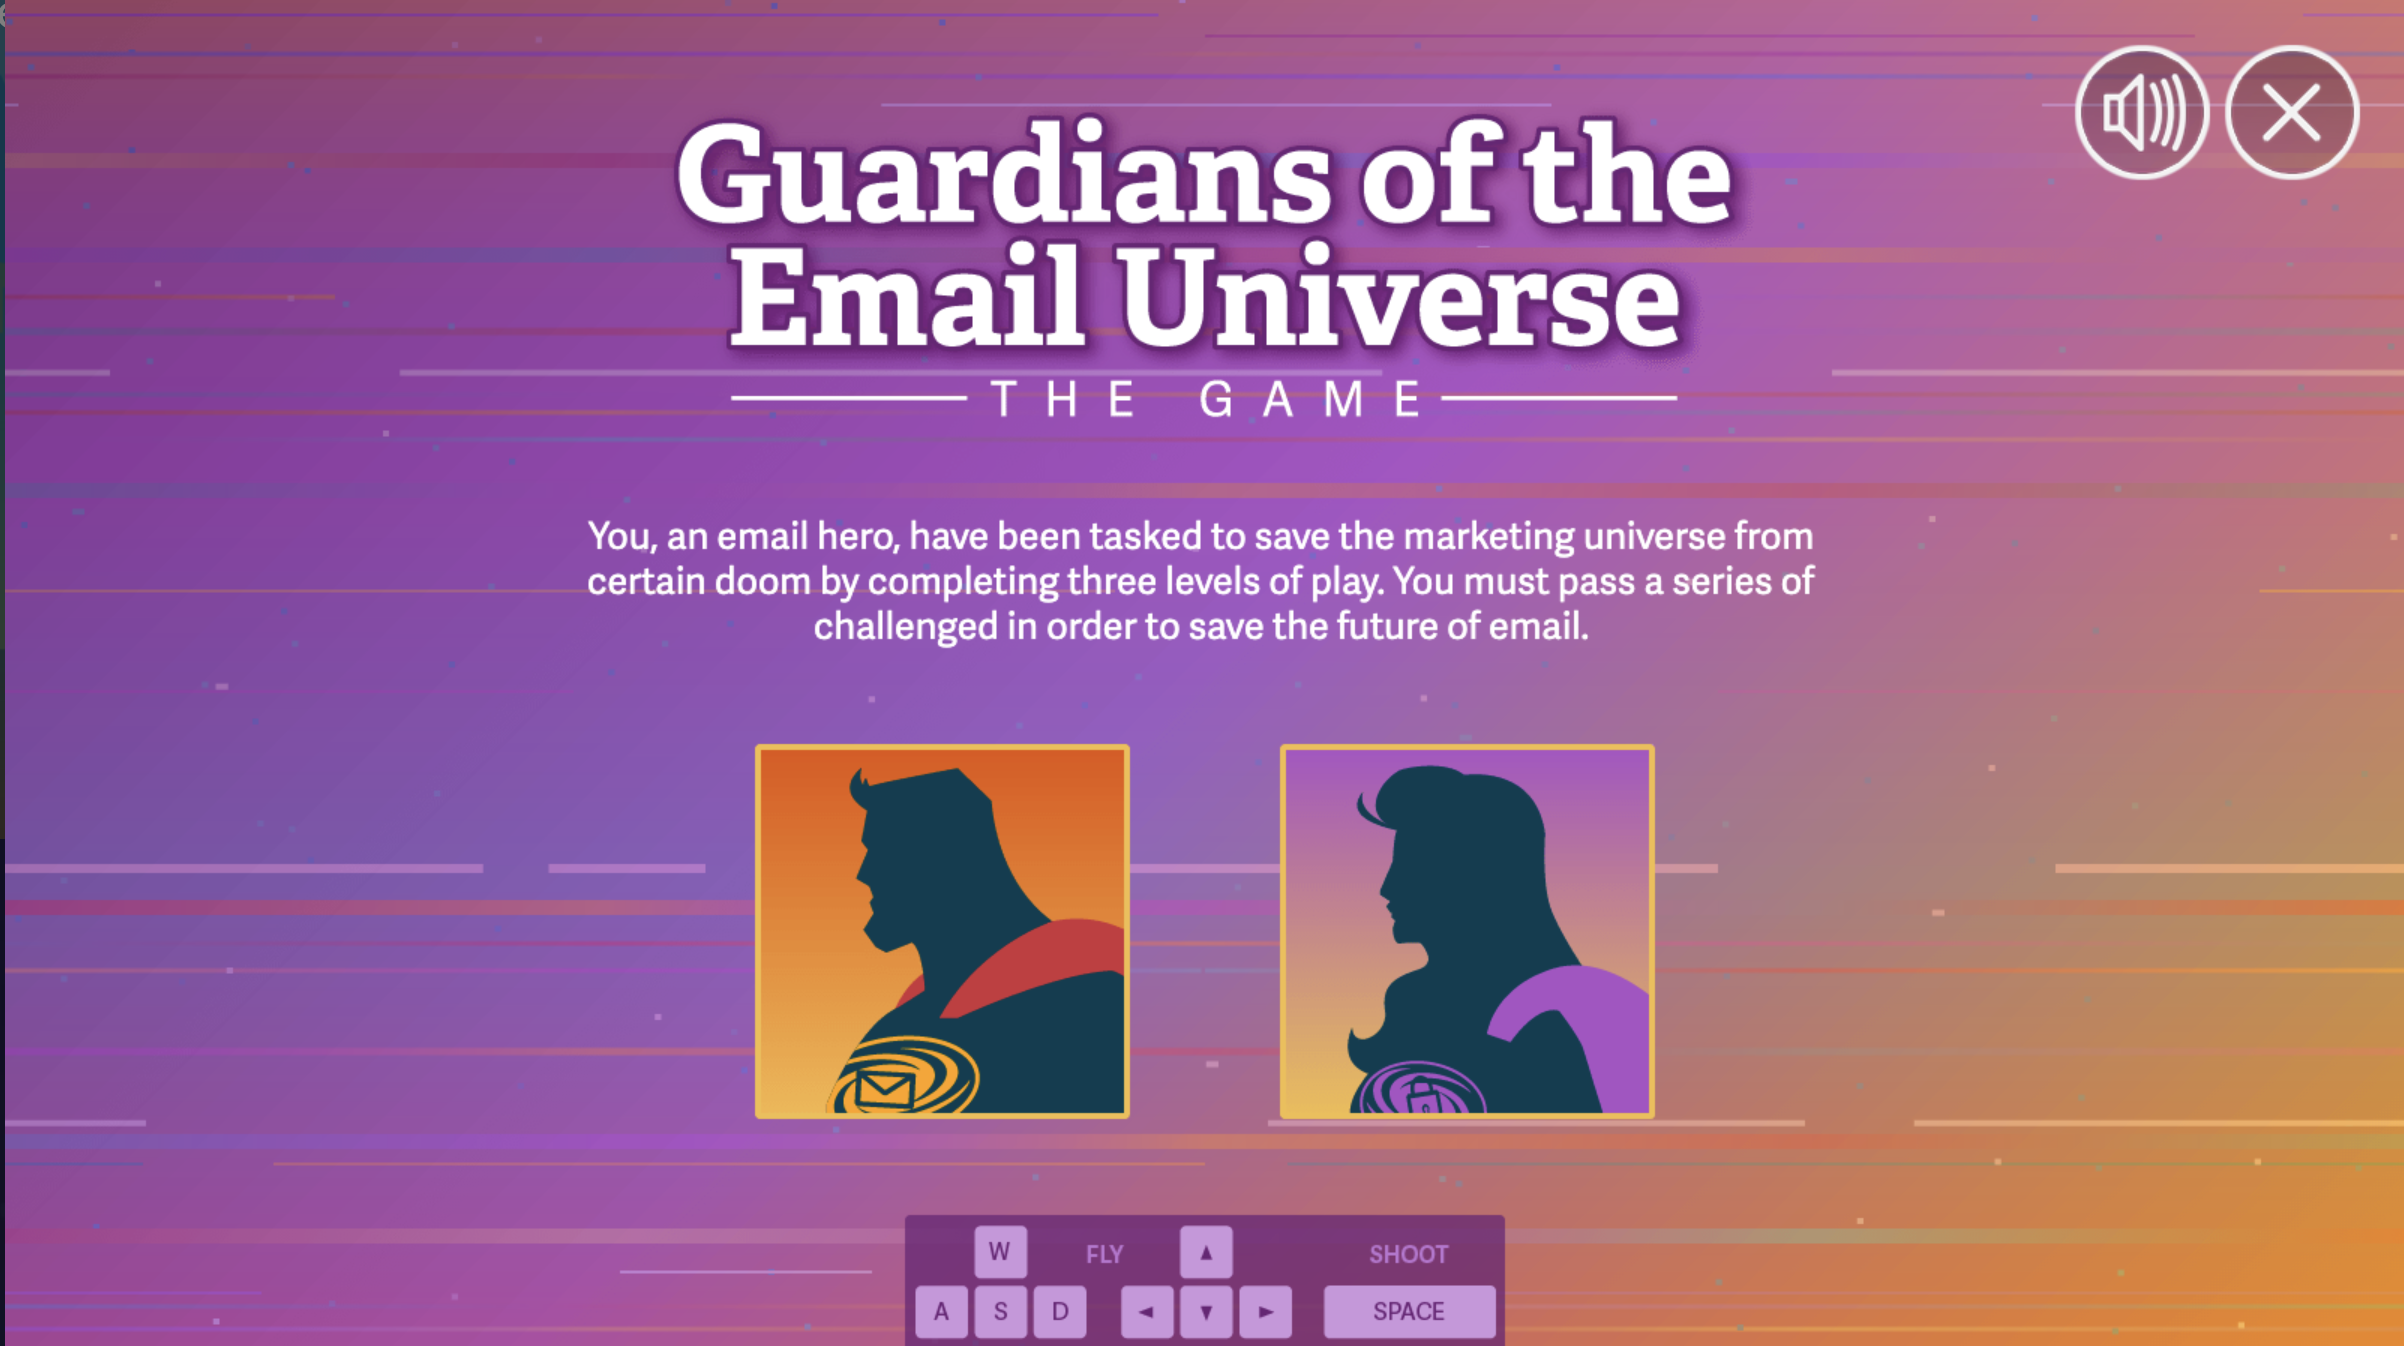 Guardians of the
Email Universe
THE GAME
You, an email hero, have been tasked to save the marketing universe from
certain doom by completing three levels of play. You must pass a series of
challenged in order to save the future of email.
W FLY ▲ SHOOT
A S D ◄ ▼ ► SPACE